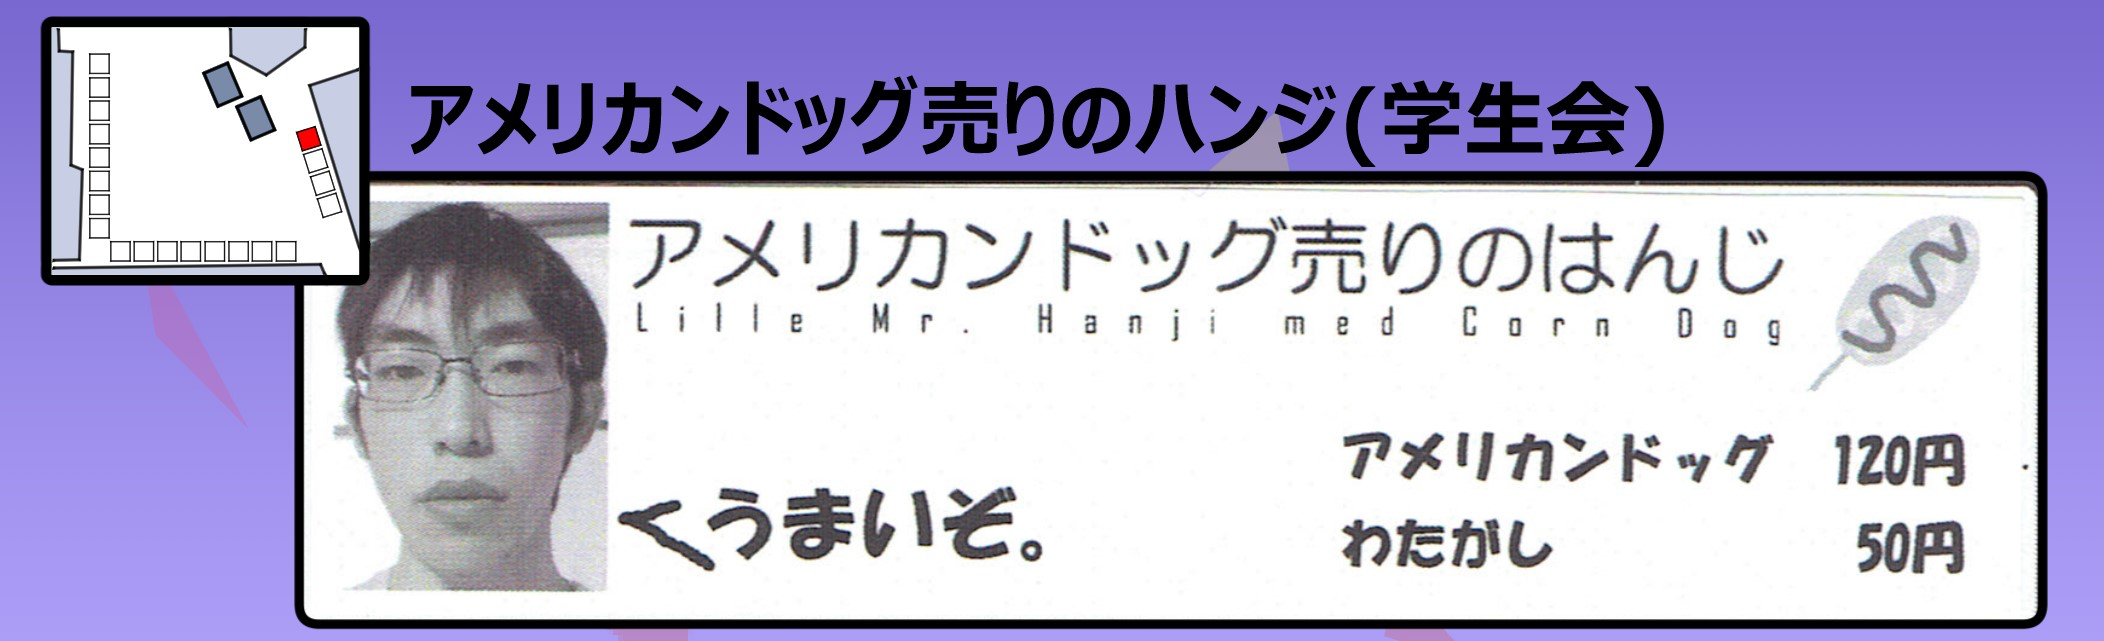 アメリカンドッグ売りのハンジ(学生会)
アメリカンドッグ売りのはんじ
Lille Mr. Hanji med Corn Dog
<うまいぞ。
アメリカンドッグ 120円
わたがし 50円